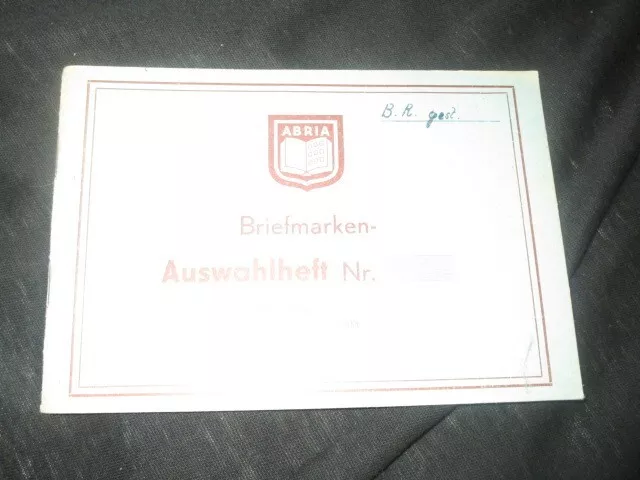 B. R. gest.
ABRIA
Briefmarken-
Auswahlheft Nr.